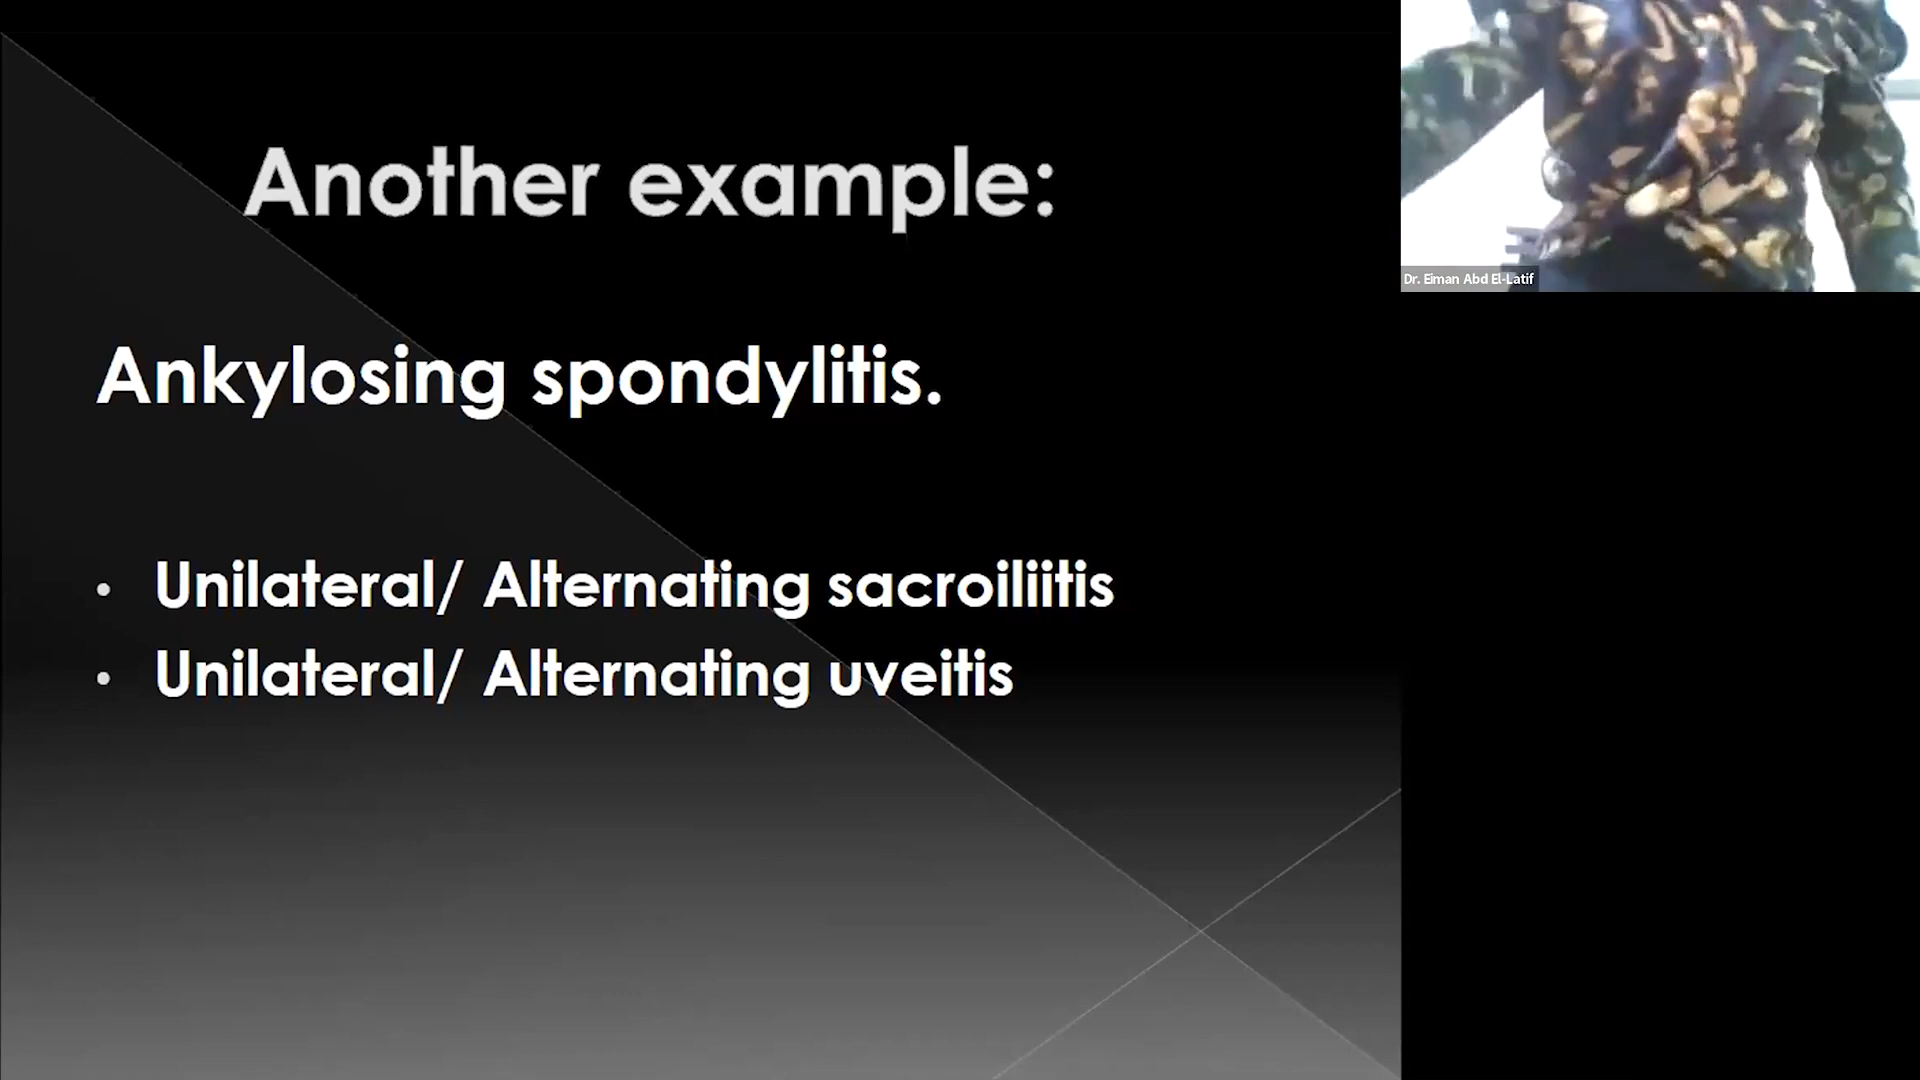 Another example:
Ankylosing spondylitis.
• Unilateral/ Alternating sacroiliitis
• Unilateral/ Alternating uveitis
Dr. Eiman Abd El-Latif